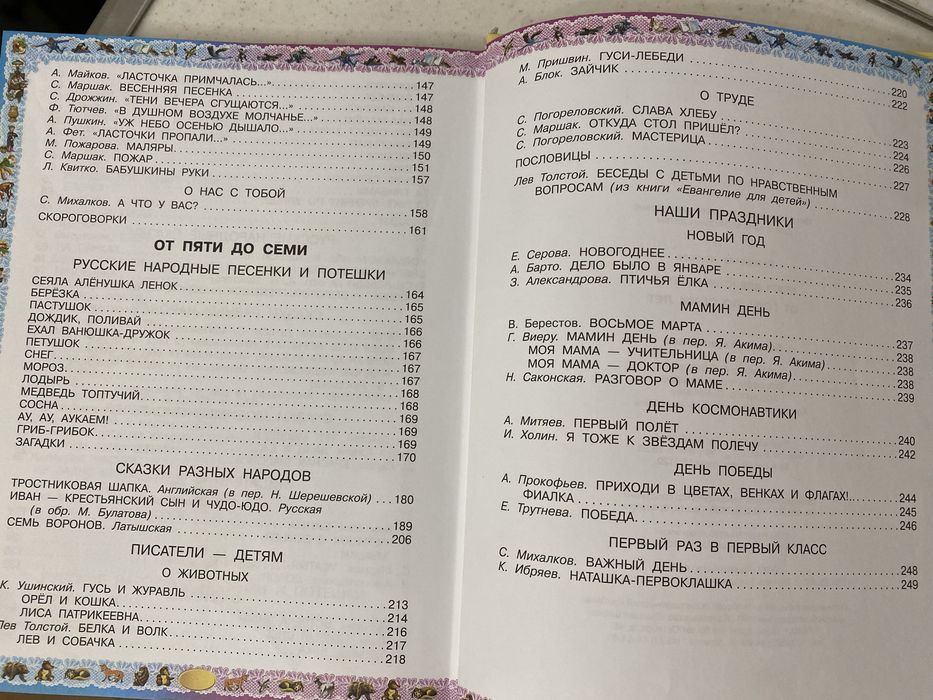 А. Майков. «ЛАСТОЧКА ПРИМЧАЛАСЬ...» 147
С. Маршак. ВЕСЕННЯЯ ПЕСЕНКА 147
С. Дрожжин. «ТЕНИ ВЕЧЕРА СГУЩАЮТСЯ...» 148
Ф. Тютчев. «В ДУШНОМ ВОЗДУХЕ МОЛЧАНЬЕ...» 148
А. Пушкин. «УЖ НЕБО ОСЕНЬЮ ДЫШАЛО...» 149
А. Фет. «ЛАСТОЧКИ ПРОПАЛИ...» 149
М. Пожарова. МАЛЯРЫ 150
С. Маршак. ПОЖАР 151
Л. Квитко. БАБУШКИНЫ РУКИ 157
О НАС С ТОБОЙ
С. Михалков. А ЧТО У ВАС? 158
СКОРОГОВОРКИ 161
ОТ ПЯТИ ДО СЕМИ
РУССКИЕ НАРОДНЫЕ ПЕСЕНКИ И ПОТЕШКИ
СЕЯЛА АЛЁНУШКА ЛЕНОК 164
БЕРЁЗКА 165
ПАСТУШОК 165
ДОЖДИК, ПОЛИВАЙ 166
ЕХАЛ ВАНЮШКА-ДРУЖОК 166
ПЕТУШОК 167
СНЕГ 167
МОРОЗ 167
ЛОДЫРЬ 168
МЕДВЕДЬ ТОПТУЧИЙ 168
СОСНА 169
АУ, АУ, АУКАЕМ! 169
ГРИБ-ГРИБОК 169
ЗАГАДКИ 170
СКАЗКИ РАЗНЫХ НАРОДОВ
ТРОСТНИКОВАЯ ШАПКА. Английская (в пер. Н. Шерешевской) ... 180
ИВАН — КРЕСТЬЯНСКИЙ СЫН И ЧУДО-ЮДО. Русская
(в обр. М. Булатова) 189
СЕМЬ ВОРОНОВ. Латышская 206
ПИСАТЕЛИ — ДЕТЯМ
О ЖИВОТНЫХ
К. Ушинский. ГУСЬ И ЖУРАВЛЬ 213
ОРЁЛ И КОШКА 214
ЛИСА ПАТРИКЕЕВНА 216
Лев Толстой. БЕЛКА И ВОЛК 217
ЛЕВ И СОБАЧКА 218
М. Пришвин. ГУСИ-ЛЕБЕДИ 220
А. Блок. ЗАЙЧИК 222
О ТРУДЕ
С. Погореловский. СЛАВА ХЛЕБУ 223
С. Маршак. ОТКУДА СТОЛ ПРИШЁЛ? 224
С. Погореловский. МАСТЕРИЦА 226
ПОСЛОВИЦЫ 227
Лев Толстой. БЕСЕДЫ С ДЕТЬМИ ПО НРАВСТВЕННЫМ
ВОПРОСАМ (из книги «Евангелие для детей») 228
НАШИ ПРАЗДНИКИ
НОВЫЙ ГОД
Е. Серова. НОВОГОДНЕЕ 234
А. Барто. ДЕЛО БЫЛО В ЯНВАРЕ 235
З. Александрова. ПТИЧЬЯ ЁЛКА 236
МАМИН ДЕНЬ
В. Берестов. ВОСЬМОЕ МАРТА 237
Г. Виеру. МАМИН ДЕНЬ (в пер. Я. Акима) 238
МОЯ МАМА — УЧИТЕЛЬНИЦА (в пер. Я. Акима) 238
МОЯ МАМА — ДОКТОР (в пер. Я. Акима) 238
Н. Саконская. РАЗГОВОР О МАМЕ 239
ДЕНЬ КОСМОНАВТИКИ
А. Митяев. ПЕРВЫЙ ПОЛЁТ 240
И. Холин. Я ТОЖЕ К ЗВЁЗДАМ ПОЛЕЧУ 242
ДЕНЬ ПОБЕДЫ
А. Прокофьев. ПРИХОДИ В ЦВЕТАХ, ВЕНКАХ И ФЛАГАХ! 244
ФИАЛКА 245
Е. Трутнева. ПОБЕДА 246
ПЕРВЫЙ РАЗ В ПЕРВЫЙ КЛАСС
С. Михалков. ВАЖНЫЙ ДЕНЬ 248
К. Ибряев. НАТАШКА-ПЕРВОКЛАШКА 249